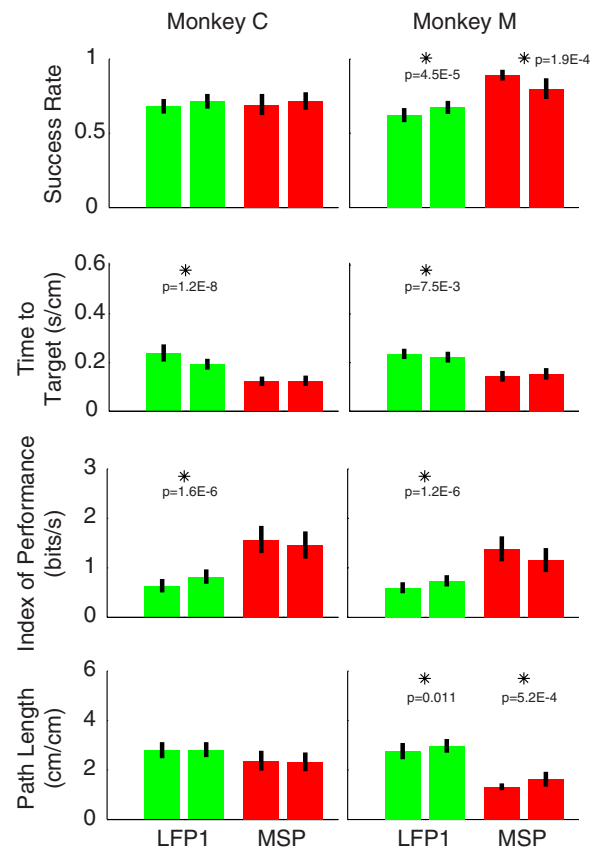 Monkey C
Monkey M
Success Rate
1
0.5
0
*
p=4.5E-5
* p=1.9E-4
Time to
Target (s/cm)
0.6
0.4
0.2
0
*
p=1.2E-8
*
p=7.5E-3
Index of Performance
(bits/s)
3
2
1
0
*
p=1.6E-6
*
p=1.2E-6
Path Length
(cm/cm)
6
4
2
0
*
p=0.011
*
p=5.2E-4
LFP1 MSP
LFP1 MSP